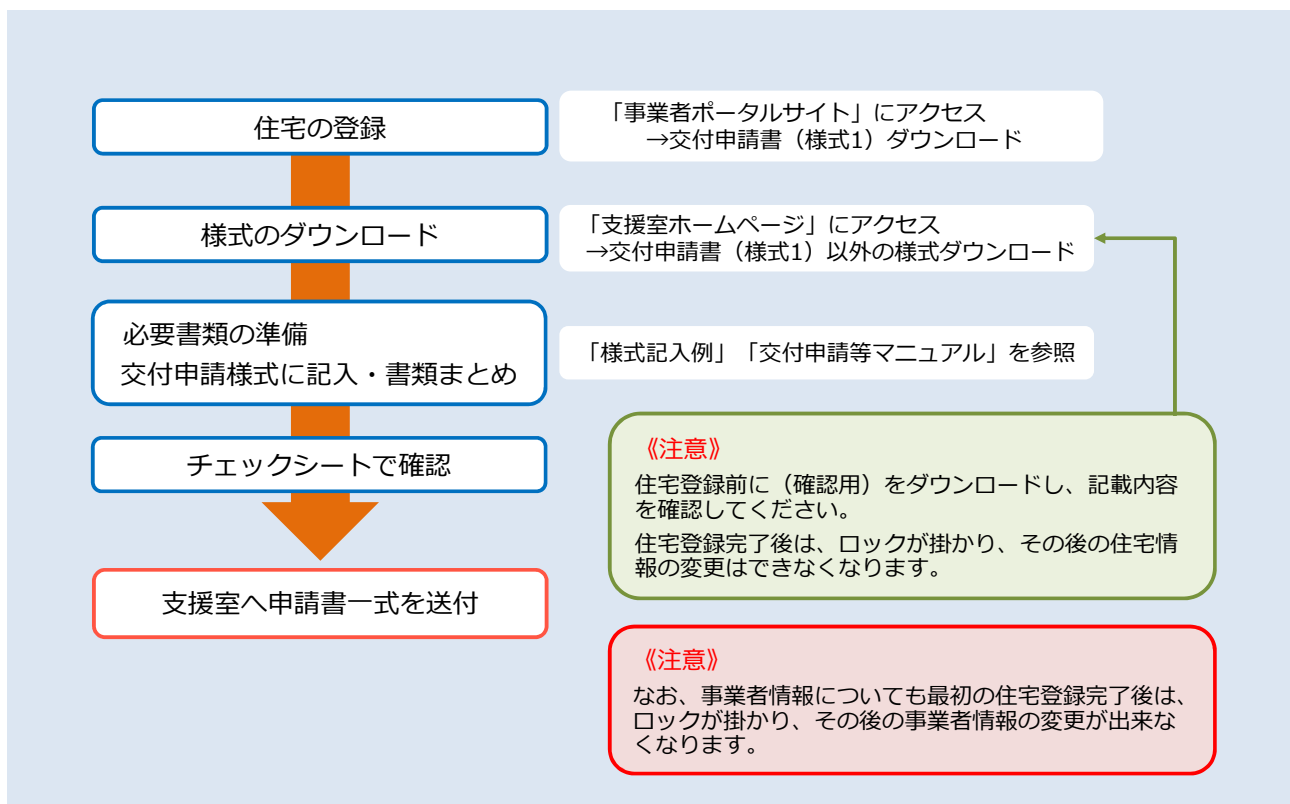 住宅の登録
「事業者ポータルサイト」にアクセス
→交付申請書（様式1）ダウンロード
様式のダウンロード
「支援室ホームページ」にアクセス
→交付申請書（様式1）以外の様式ダウンロード
必要書類の準備
交付申請様式に記入・書類まとめ
「様式記入例」「交付申請等マニュアル」を参照
チェックシートで確認
支援室へ申請書一式を送付
《注意》
住宅登録前に（確認用）をダウンロードし、記載内容
を確認してください。
住宅登録完了後は、ロックが掛かり、その後の住宅情
報の変更はできなくなります。
《注意》
なお、事業者情報についても最初の住宅登録完了後は、
ロックが掛かり、その後の事業者情報の変更が出来な
くなります。